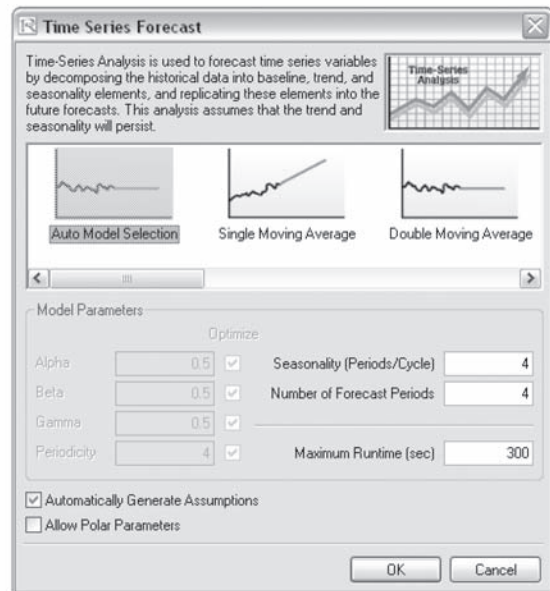 Time Series Forecast
Time-Series Analysis is used to forecast time series variables
by decomposing the historical data into baseline, trend, and
seasonality elements, and replicating these elements into the
future forecasts. This analysis assumes that the trend and
seasonality will persist.
Time-Series
Analysis
Auto Model Selection
Single Moving Average
Double Moving Average
Model Parameters
Optimize
Alpha 0.5
Beta 0.5
Gamma 0.5
Periodicity 4
Seasonality (Periods/Cycle) 4
Number of Forecast Periods 4
Maximum Runtime (sec) 300
Automatically Generate Assumptions
Allow Polar Parameters
OK
Cancel